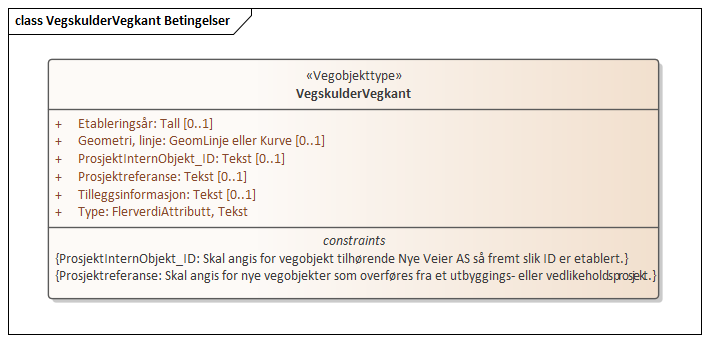 class VegskulderVegkant Betingelser
«Vegobjekttype»
VegskulderVegkant
+ Etableringsår: Tall [0..1]
+ Geometri, linje: GeomLinje eller Kurve [0..1]
+ ProsjektInternObjekt_ID: Tekst [0..1]
+ Prosjektreferanse: Tekst [0..1]
+ Tilleggsinformasjon: Tekst [0..1]
+ Type: FlerverdiAttributt, Tekst
constraints
{ProsjektInternObjekt_ID: Skal angis for vegobjekt tilhørende Nye Veier AS så fremt slik ID er etablert.}
{Prosjektreferanse: Skal angis for nye vegobjekter som overføres fra et utbyggings- eller vedlikeholdsprosjekt.}